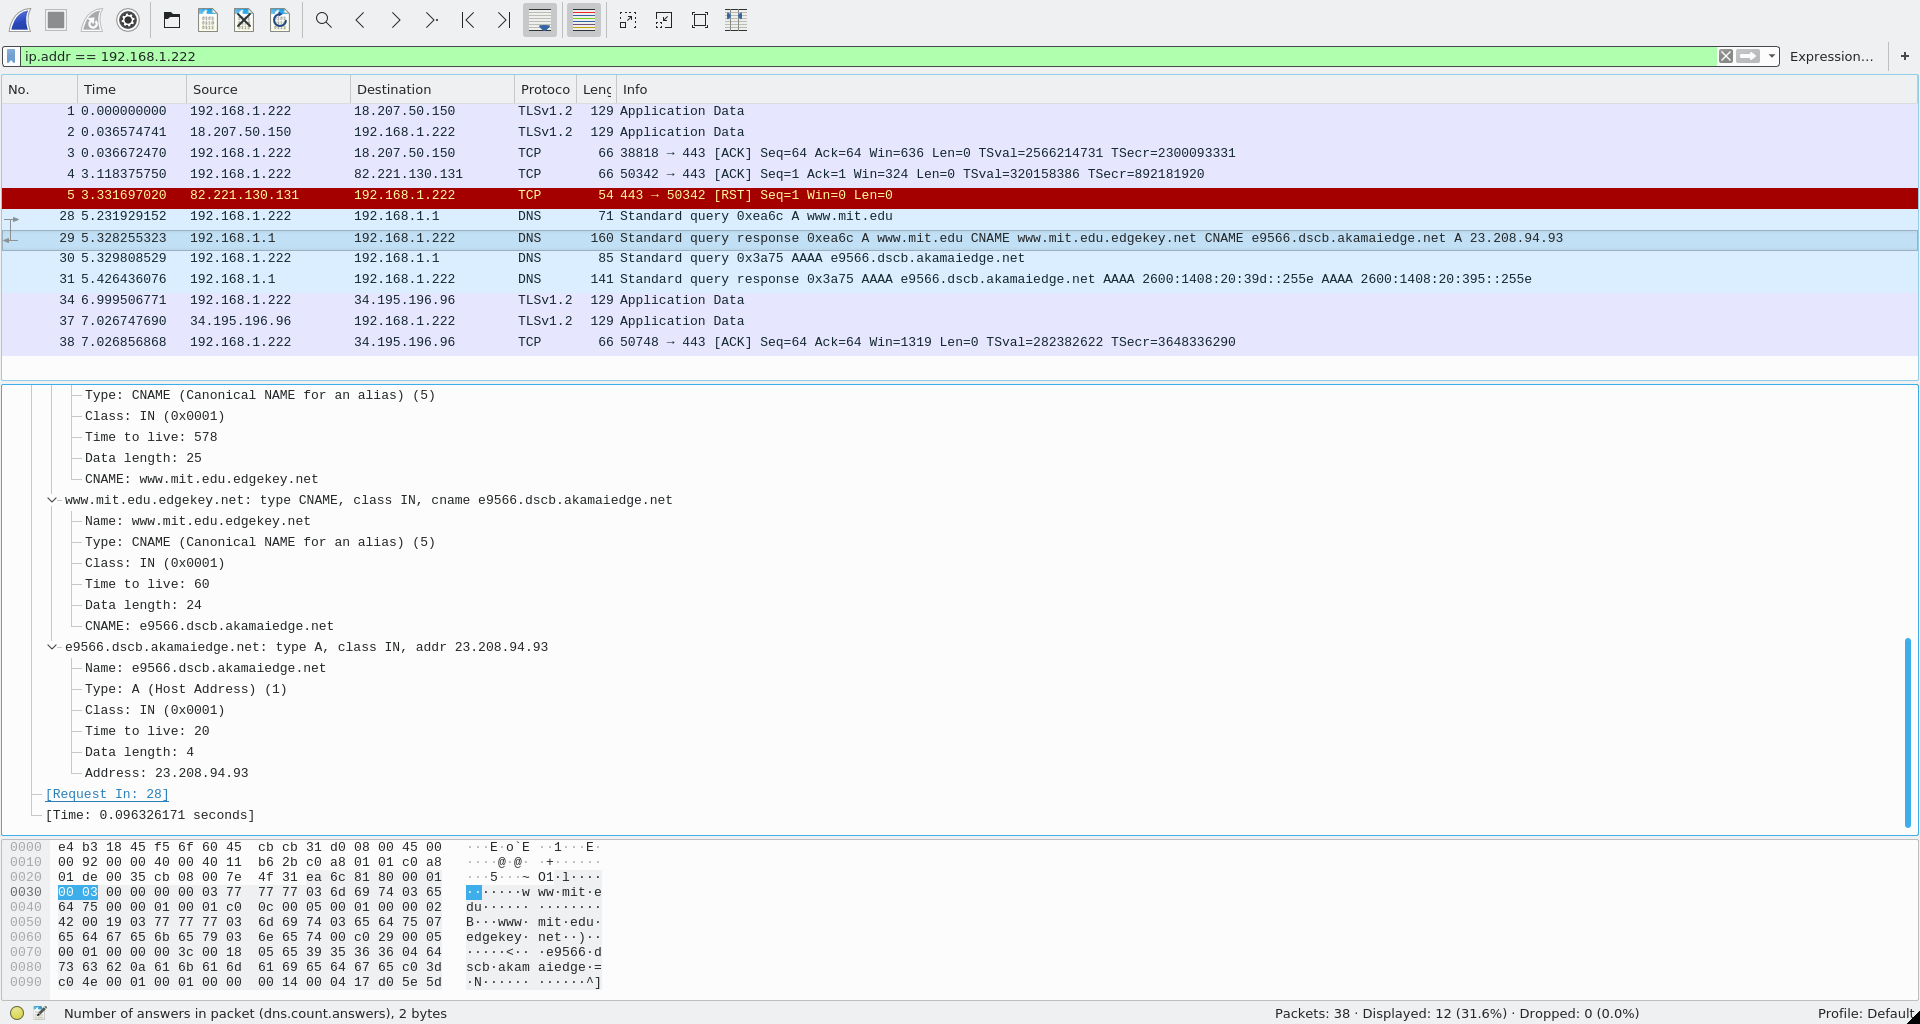 ip.addr == 192.168.1.222
Expression…
+
No. Time Source Destination Protoco Leng Info
1 0.000000000 192.168.1.222 18.207.50.150 TLSv1.2 129 Application Data
2 0.036574741 18.207.50.150 192.168.1.222 TLSv1.2 129 Application Data
3 0.036672470 192.168.1.222 18.207.50.150 TCP 66 38818 → 443 [ACK] Seq=64 Ack=64 Win=636 Len=0 TSval=2566214731 TSecr=2300093331
4 3.118375750 192.168.1.222 82.221.130.131 TCP 66 50342 → 443 [ACK] Seq=1 Ack=1 Win=324 Len=0 TSval=320158386 TSecr=892181920
5 3.331697020 82.221.130.131 192.168.1.222 TCP 54 443 → 50342 [RST] Seq=1 Win=0 Len=0
28 5.231929152 192.168.1.222 192.168.1.1 DNS 71 Standard query 0xea6c A www.mit.edu
29 5.328255323 192.168.1.1 192.168.1.222 DNS 160 Standard query response 0xea6c A www.mit.edu CNAME www.mit.edu.edgekey.net CNAME e9566.dscb.akamaiedge.net A 23.208.94.93
30 5.329808529 192.168.1.222 192.168.1.1 DNS 85 Standard query 0x3a75 AAAA e9566.dscb.akamaiedge.net
31 5.426436076 192.168.1.1 192.168.1.222 DNS 141 Standard query response 0x3a75 AAAA e9566.dscb.akamaiedge.net AAAA 2600:1408:20:39d::255e AAAA 2600:1408:20:395::255e
34 6.999506771 192.168.1.222 34.195.196.96 TLSv1.2 129 Application Data
37 7.026747690 34.195.196.96 192.168.1.222 TLSv1.2 129 Application Data
38 7.026856868 192.168.1.222 34.195.196.96 TCP 66 50748 → 443 [ACK] Seq=64 Ack=64 Win=1319 Len=0 TSval=282382622 TSecr=3648336290
Type: CNAME (Canonical NAME for an alias) (5)
Class: IN (0x0001)
Time to live: 578
Data length: 25
CNAME: www.mit.edu.edgekey.net
www.mit.edu.edgekey.net: type CNAME, class IN, cname e9566.dscb.akamaiedge.net
Name: www.mit.edu.edgekey.net
Type: CNAME (Canonical NAME for an alias) (5)
Class: IN (0x0001)
Time to live: 60
Data length: 24
CNAME: e9566.dscb.akamaiedge.net
e9566.dscb.akamaiedge.net: type A, class IN, addr 23.208.94.93
Name: e9566.dscb.akamaiedge.net
Type: A (Host Address) (1)
Class: IN (0x0001)
Time to live: 20
Data length: 4
Address: 23.208.94.93
[Request In: 28]
[Time: 0.096326171 seconds]
0000 e4 b3 18 45 f5 6f 60 45 cb cb 31 d0 08 00 45 00 ···E·o`E ··1···E·
0010 00 92 00 00 40 00 40 11 b6 2b c0 a8 01 01 c0 a8 ····@·@· ·+······
0020 01 de 00 35 cb 08 00 7e 4f 31 ea 6c 81 80 00 01 ···5···~ O1·l····
0030 00 03 00 00 00 00 03 77 77 77 03 6d 69 74 03 65 ·······w ww·mit·e
0040 64 75 00 00 01 00 01 c0 0c 00 05 00 01 00 00 02 du······ ········
0050 42 00 19 03 77 77 77 03 6d 69 74 03 65 64 75 07 B···www· mit·edu·
0060 65 64 67 65 6b 65 79 03 6e 65 74 00 c0 29 00 05 edgekey· net··)··
0070 00 01 00 00 00 3c 00 18 05 65 39 35 36 36 04 64 ·····<·· ·e9566·d
0080 73 63 62 0a 61 6b 61 6d 61 69 65 64 67 65 c0 3d scb·akam aiedge·=
0090 c0 4e 00 01 00 01 00 00 00 14 00 04 17 d0 5e 5d ·N······ ······^]
Number of answers in packet (dns.count.answers), 2 bytes
Packets: 38 · Displayed: 12 (31.6%) · Dropped: 0 (0.0%)
Profile: Default